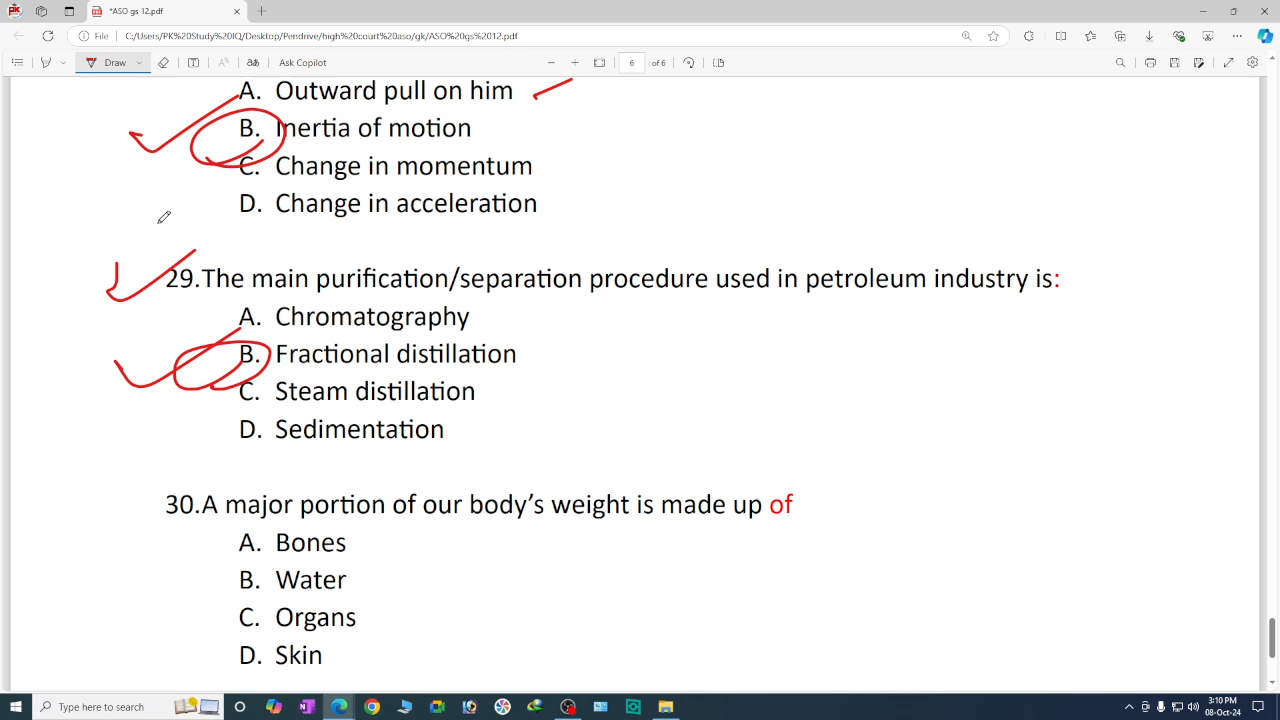 *ASO gs 12.pdf
File
C:/Users/PK%20Study%20IQ/Desktop/Pendrive/high%20court%20aso/gk/ASO%20gs%2012.pdf
Draw
Ask Copilot
6
of 6
A. Outward pull on him
B. Inertia of motion
C. Change in momentum
D. Change in acceleration
29.The main purification/separation procedure used in petroleum industry is:
A. Chromatography
B. Fractional distillation
C. Steam distillation
D. Sedimentation
30.A major portion of our body's weight is made up of
A. Bones
B. Water
C. Organs
D. Skin
Type here to search
3:10 PM
08-Oct-24